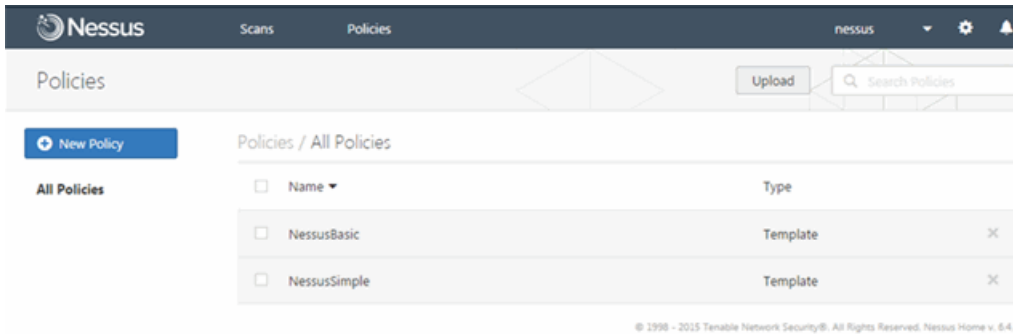 Nessus Scans Policies nessus
Policies Upload Search Policies
New Policy Policies / All Policies
All Policies Name Type
NessusBasic Template
NessusSimple Template
© 1998 - 2015 Tenable Network Security®. All Rights Reserved. Nessus Home v. 6.4